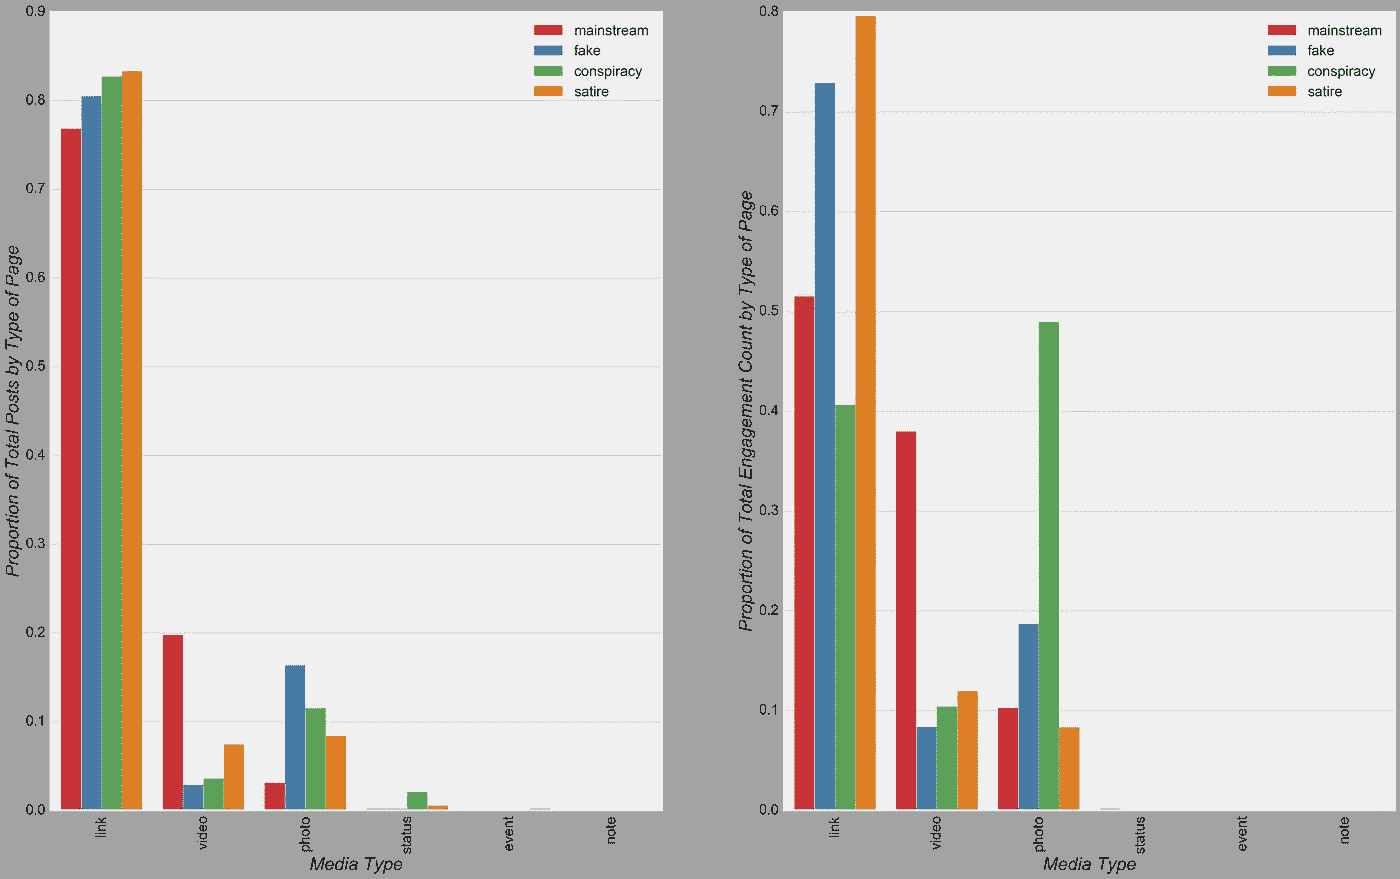 Proportion of Total Posts by Type of Page
0.9
0.8
0.7
0.6
0.5
0.4
0.3
0.2
0.1
0.0
mainstream
fake
conspiracy
satire
link
video
photo
status
event
note
Media Type
Proportion of Total Engagement Count by Type of Page
0.8
0.7
0.6
0.5
0.4
0.3
0.2
0.1
0.0
mainstream
fake
conspiracy
satire
link
video
photo
status
event
note
Media Type